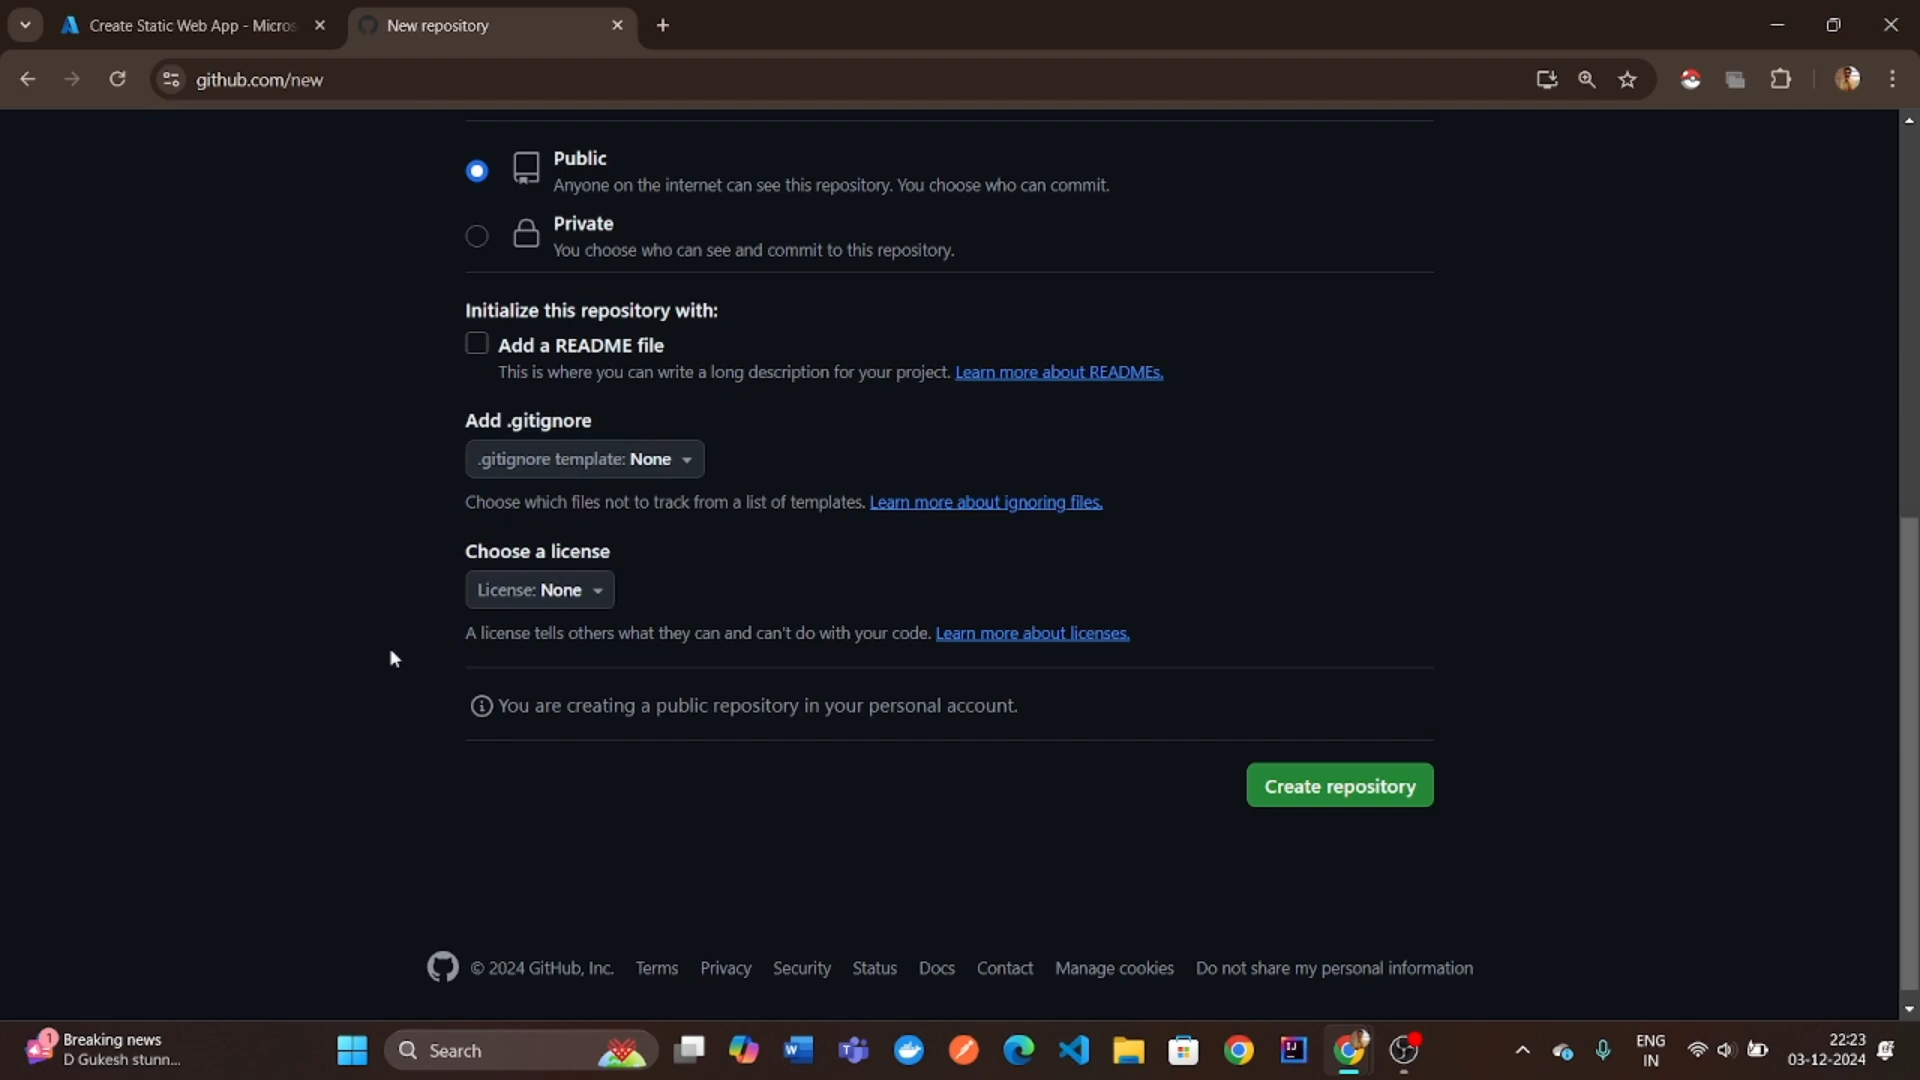 Create Static Web App - Micros
New repository
github.com/new
Public
Anyone on the internet can see this repository. You choose who can commit.
Private
You choose who can see and commit to this repository.
Initialize this repository with:
Add a README file
This is where you can write a long description for your project. Learn more about READMEs.
Add .gitignore
.gitignore template: None
Choose which files not to track from a list of templates. Learn more about ignoring files.
Choose a license
License: None
A license tells others what they can and can't do with your code. Learn more about licenses.
You are creating a public repository in your personal account.
Create repository
© 2024 GitHub, Inc. Terms Privacy Security Status Docs Contact Manage cookies Do not share my personal information
1
Breaking news
D Gukesh stunn...
Search
ENG
IN
22:23
03-12-2024